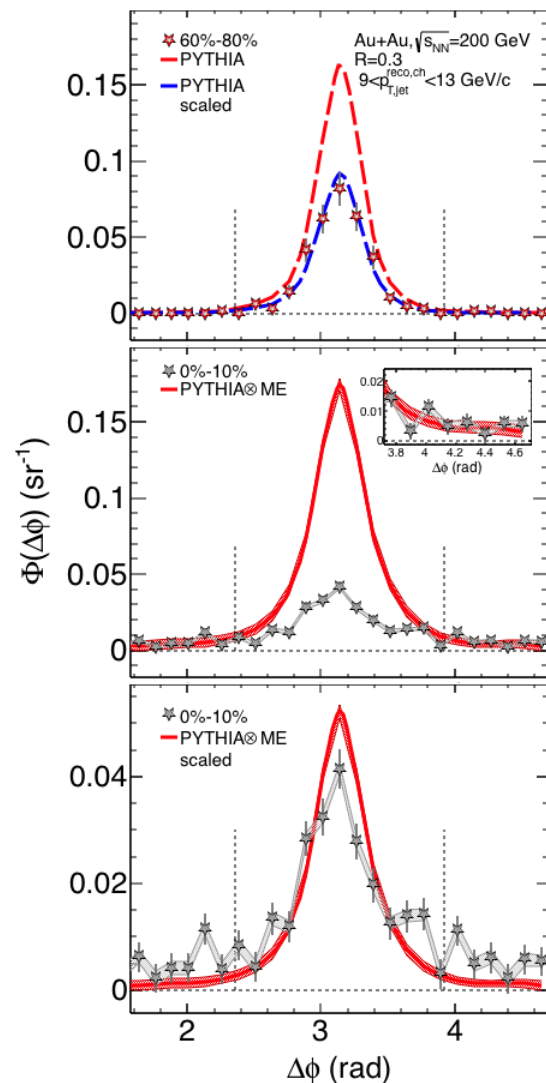 60%-80%
PYTHIA
PYTHIA
scaled
Au+Au, √s_NN=200 GeV
R=0.3
9<p_T,jet^reco,ch<13 GeV/c
0.15
0.1
0.05
0
0%-10%
PYTHIA⊗ME
0.02
0.01
0
3.8 4 4.2 4.4 4.6
Δϕ (rad)
0.15
0.1
0.05
0
Φ(Δϕ) (sr⁻¹)
0%-10%
PYTHIA⊗ME
scaled
0.04
0.02
0
2 3 4
Δϕ (rad)